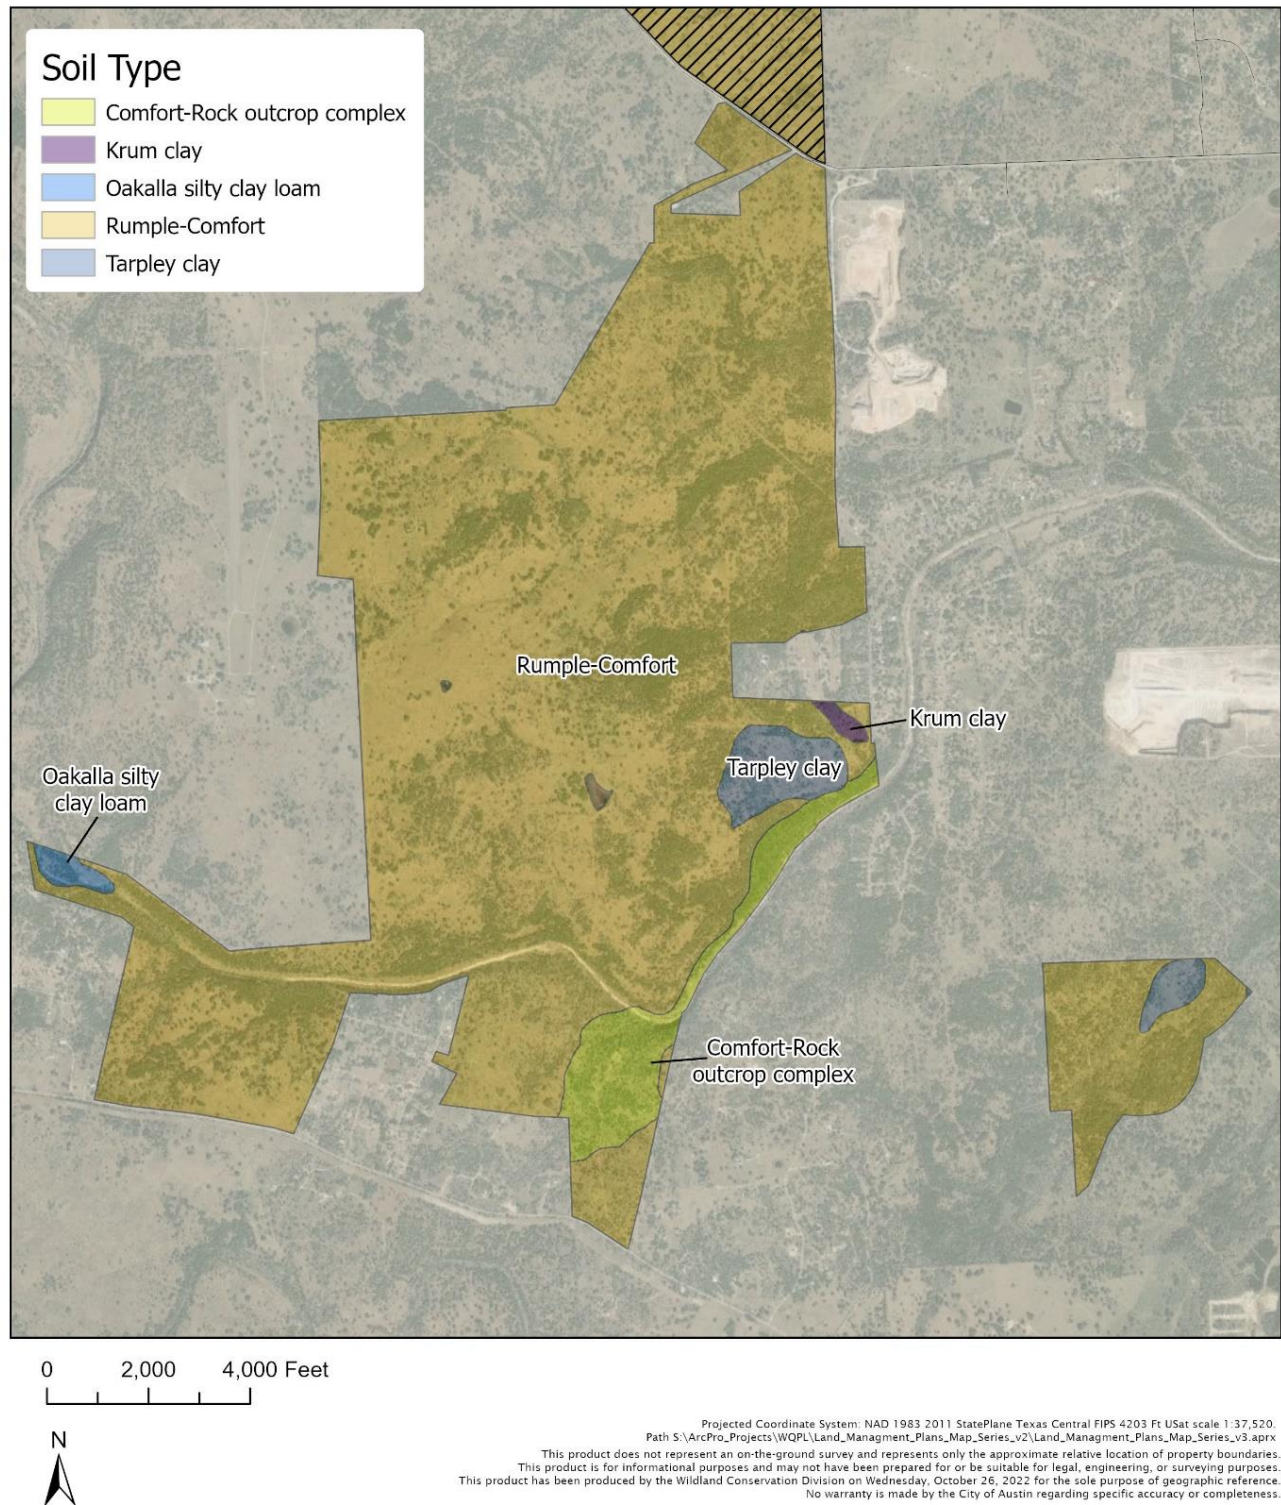 Soil Type
Comfort-Rock outcrop complex
Krum clay
Oakalla silty clay loam
Rumple-Comfort
Tarpley clay
Rumple-Comfort
Krum clay
Tarpley clay
Oakalla silty
clay loam
Comfort-Rock
outcrop complex
0 2,000 4,000 Feet
N
Projected Coordinate System: NAD 1983 2011 StatePlane Texas Central FIPS 4203 Ft USat scale 1:37,520.
Path S:\ArcPro_Projects\WQPL\Land_Managment_Plans_Map_Series_v2\Land_Managment_Plans_Map_Series_v3.aprx
This product does not represent an on-the-ground survey and represents only the approximate relative location of property boundaries.
This product is for informational purposes and may not have been prepared for or be suitable for legal, engineering, or surveying purposes.
This product has been produced by the Wildland Conservation Division on Wednesday, October 26, 2022 for the sole purpose of geographic reference.
No warranty is made by the City of Austin regarding specific accuracy or completeness.